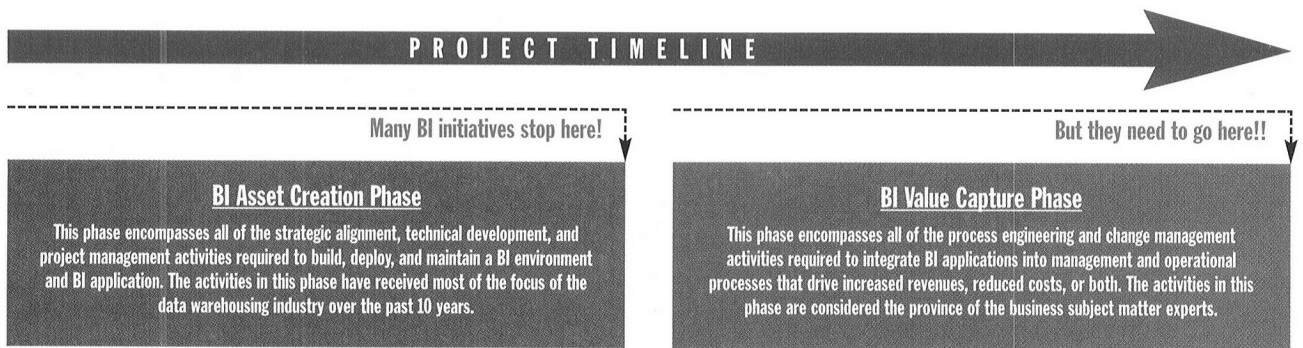 PROJECT TIMELINE
Many BI initiatives stop here!
But they need to go here!!
BI Asset Creation Phase
This phase encompasses all of the strategic alignment, technical development, and
project management activities required to build, deploy, and maintain a BI environment
and BI application. The activities in this phase have received most of the focus of the
data warehousing industry over the past 10 years.
BI Value Capture Phase
This phase encompasses all of the process engineering and change management
activities required to integrate BI applications into management and operational
processes that drive increased revenues, reduced costs, or both. The activities in this
phase are considered the province of the business subject matter experts.